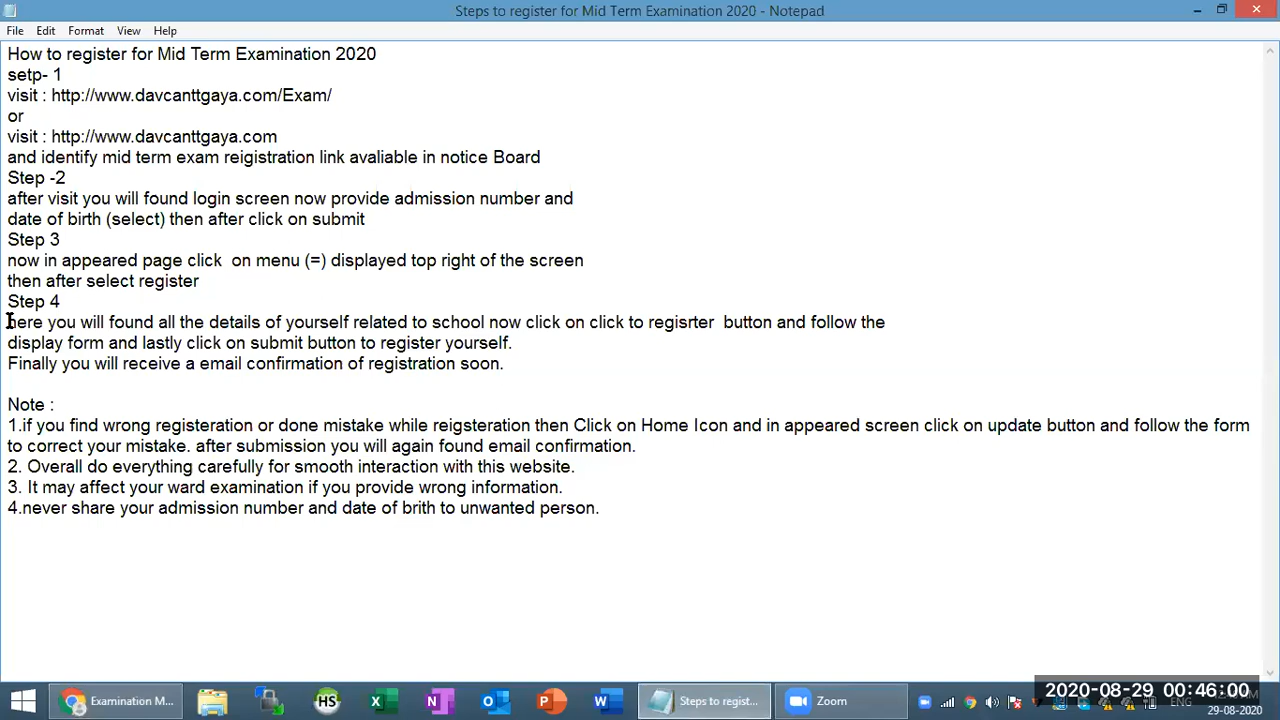 Steps to register for Mid Term Examination 2020 - Notepad
File Edit Format View Help
How to register for Mid Term Examination 2020
setp- 1
visit : http://www.davcanttgaya.com/Exam/
or
visit : http://www.davcanttgaya.com
and identify mid term exam reigistration link avaliable in notice Board
Step -2
after visit you will found login screen now provide admission number and
date of birth (select) then after click on submit
Step 3
now in appeared page click  on menu (=) displayed top right of the screen
then after select register
Step 4
here you will found all the details of yourself related to school now click on click to regisrter  button and follow the
display form and lastly click on submit button to register yourself.
Finally you will receive a email confirmation of registration soon.
Note :
1.if you find wrong registeration or done mistake while reigsteration then Click on Home Icon and in appeared screen click on update button and follow the form
to correct your mistake. after submission you will again found email confirmation.
2. Overall do everything carefully for smooth interaction with this website.
3. It may affect your ward examination if you provide wrong information.
4.never share your admission number and date of brith to unwanted person.
Examination M... HS Steps to regist... Zoom ENG
2020-08-29 00:46:00
29-08-2020